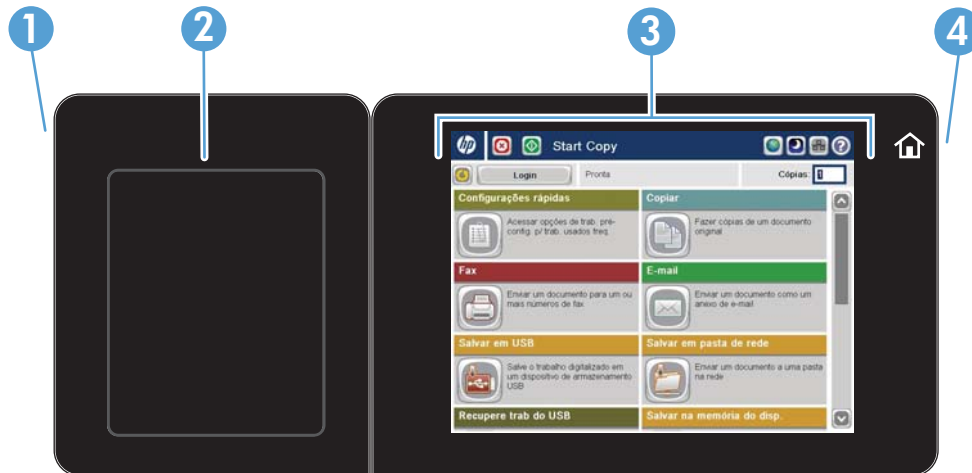 1
2
3
4
hp
Start Copy
?
Login
Pronta
Cópias: 1
Configurações rápidas
Acessar opções de trab. pré-
config. p/ trab. usados freq.
Copiar
Fazer cópias de um documento
original
Fax
Enviar um documento para um ou
mais números de fax
E-mail
Enviar um documento como um
anexo de e-mail
Salvar em USB
Salve o trabalho digitalizado em
um dispositivo de armazenamento
USB
Salvar em pasta de rede
Enviar um documento a uma pasta
na rede
Recupere trab do USB
Salvar na memória do disp.